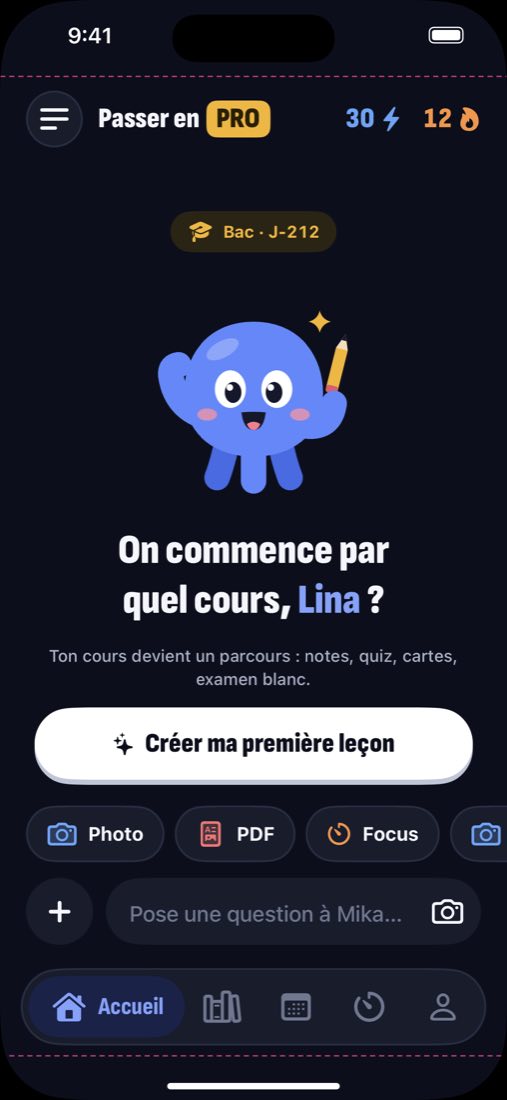 9:41
Passer en PRO 30 12
Bac · J-212
On commence par
quel cours, Lina ?
Ton cours devient un parcours : notes, quiz, cartes,
examen blanc.
Créer ma première leçon
Photo PDF Focus
Pose une question à Mika...
Accueil